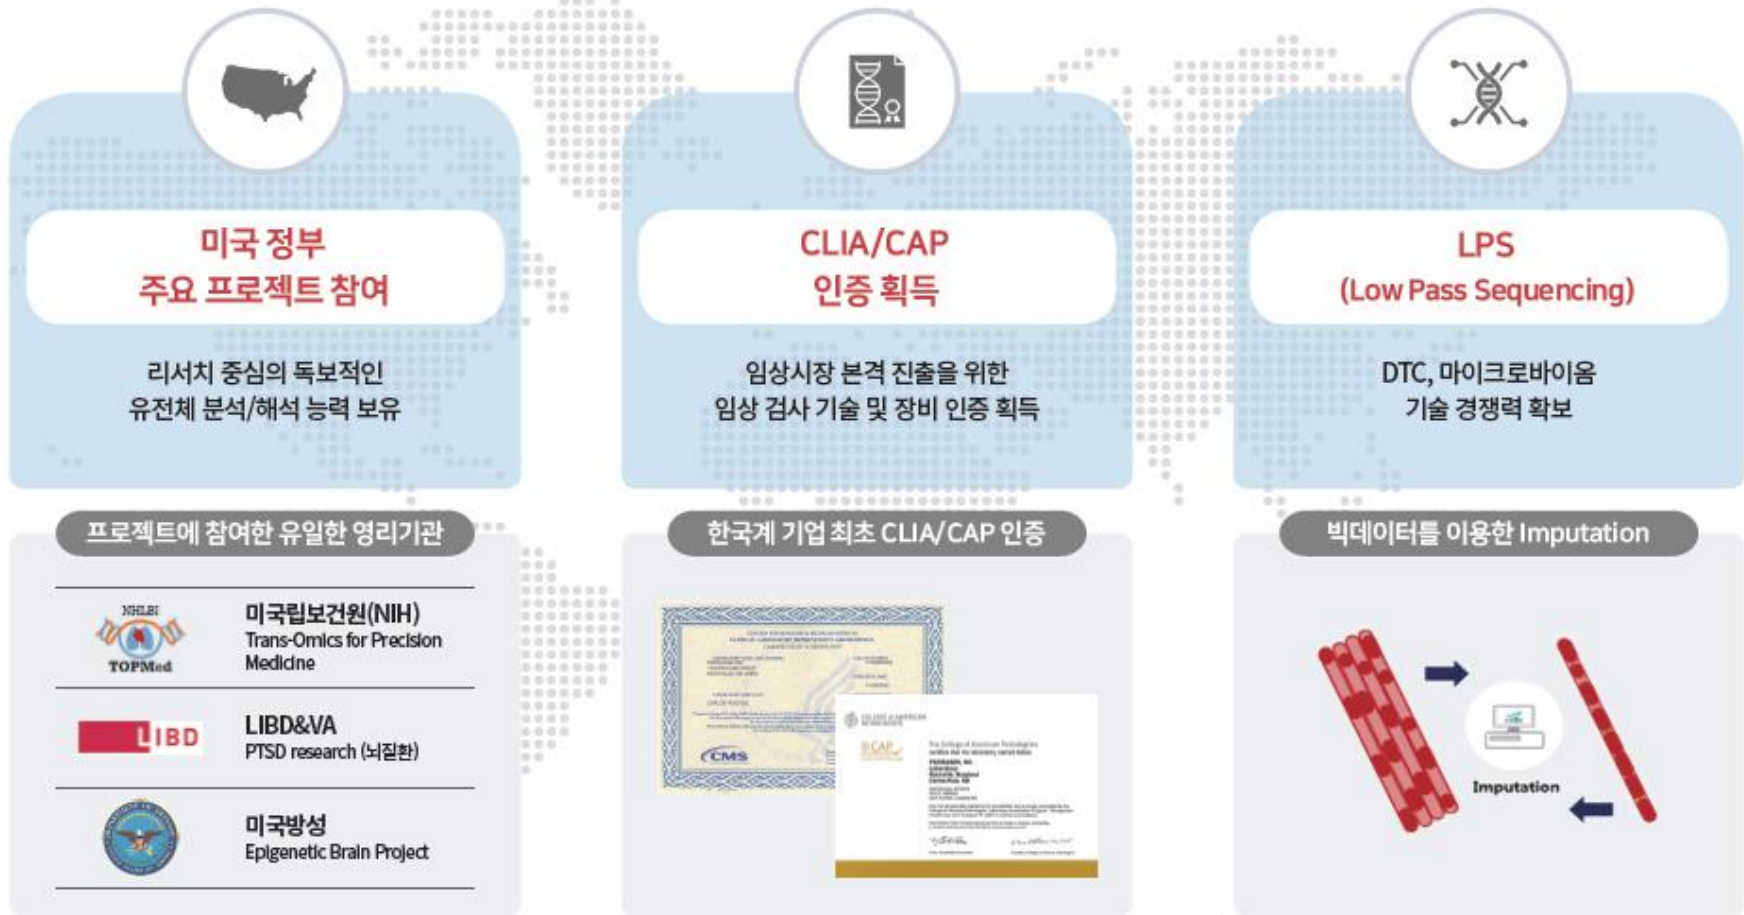 미국 정부
주요 프로젝트 참여
리서치 중심의 독보적인
유전체 분석/해석 능력 보유
프로젝트에 참여한 유일한 영리기관
NHLBI
TOPMed
미국립보건원(NIH)
Trans-Omics for Precision
Medicine
LIBD
LIBD&VA
PTSD research (뇌질환)
미국방성
Epigenetic Brain Project
CLIA/CAP
인증 획득
임상시장 본격 진출을 위한
임상 검사 기술 및 장비 인증 획득
한국계 기업 최초 CLIA/CAP 인증
CMS
CAP
LPS
(Low Pass Sequencing)
DTC, 마이크로바이옴
기술 경쟁력 확보
빅데이터를 이용한 Imputation
Imputation